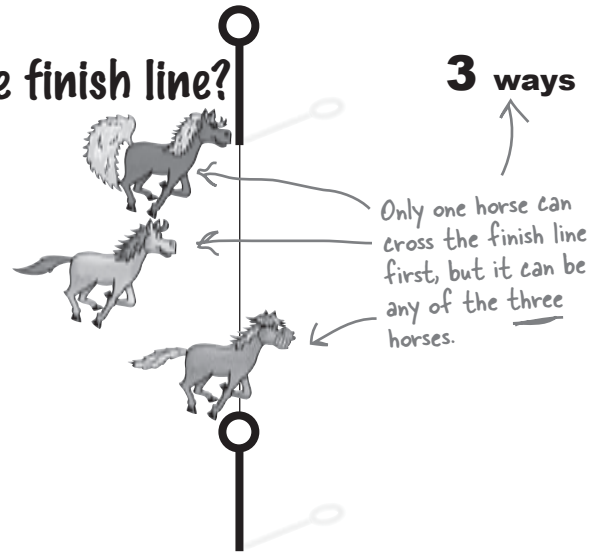 e finish line?
3 ways
Only one horse can
cross the finish line
first, but it can be
any of the three
horses.